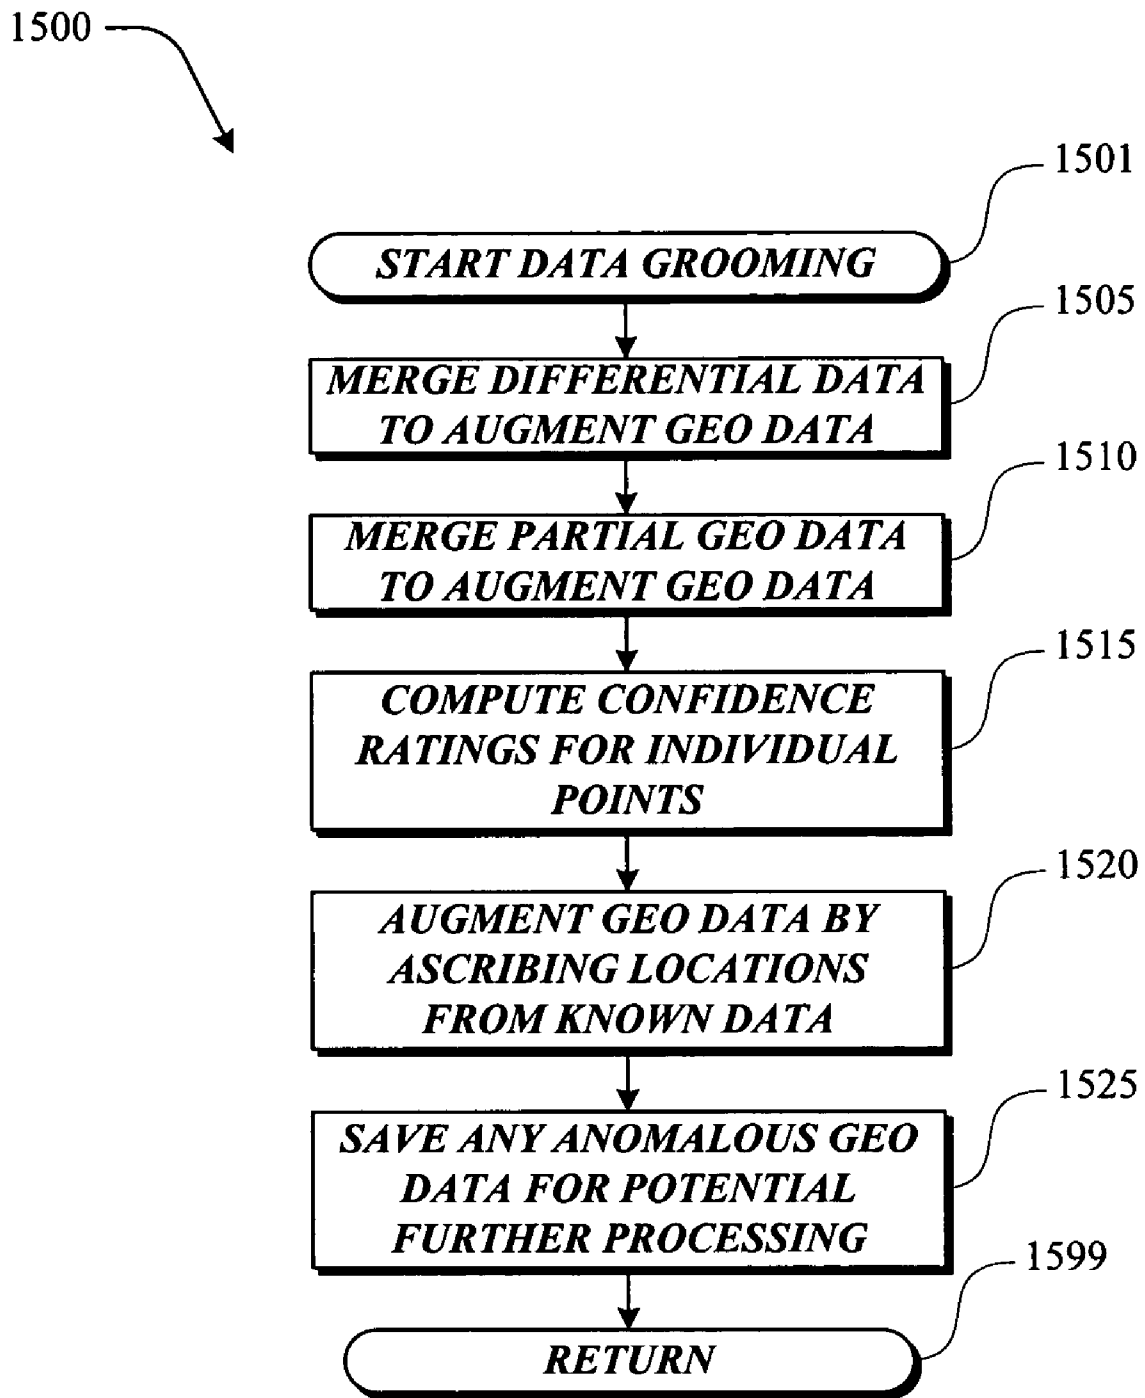 1500
1501
START DATA GROOMING
1505
MERGE DIFFERENTIAL DATA
TO AUGMENT GEO DATA
1510
MERGE PARTIAL GEO DATA
TO AUGMENT GEO DATA
1515
COMPUTE CONFIDENCE
RATINGS FOR INDIVIDUAL
POINTS
1520
AUGMENT GEO DATA BY
ASCRIBING LOCATIONS
FROM KNOWN DATA
1525
SAVE ANY ANOMALOUS GEO
DATA FOR POTENTIAL
FURTHER PROCESSING
1599
RETURN